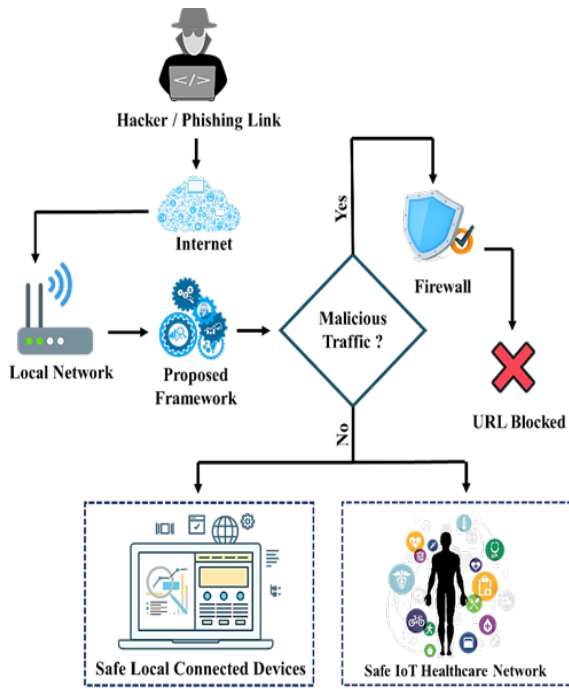 </>
Hacker / Phishing Link
Internet
Local Network
Proposed
Framework
Malicious
Traffic ?
Yes
Firewall
URL Blocked
No
Safe Local Connected Devices
Safe IoT Healthcare Network